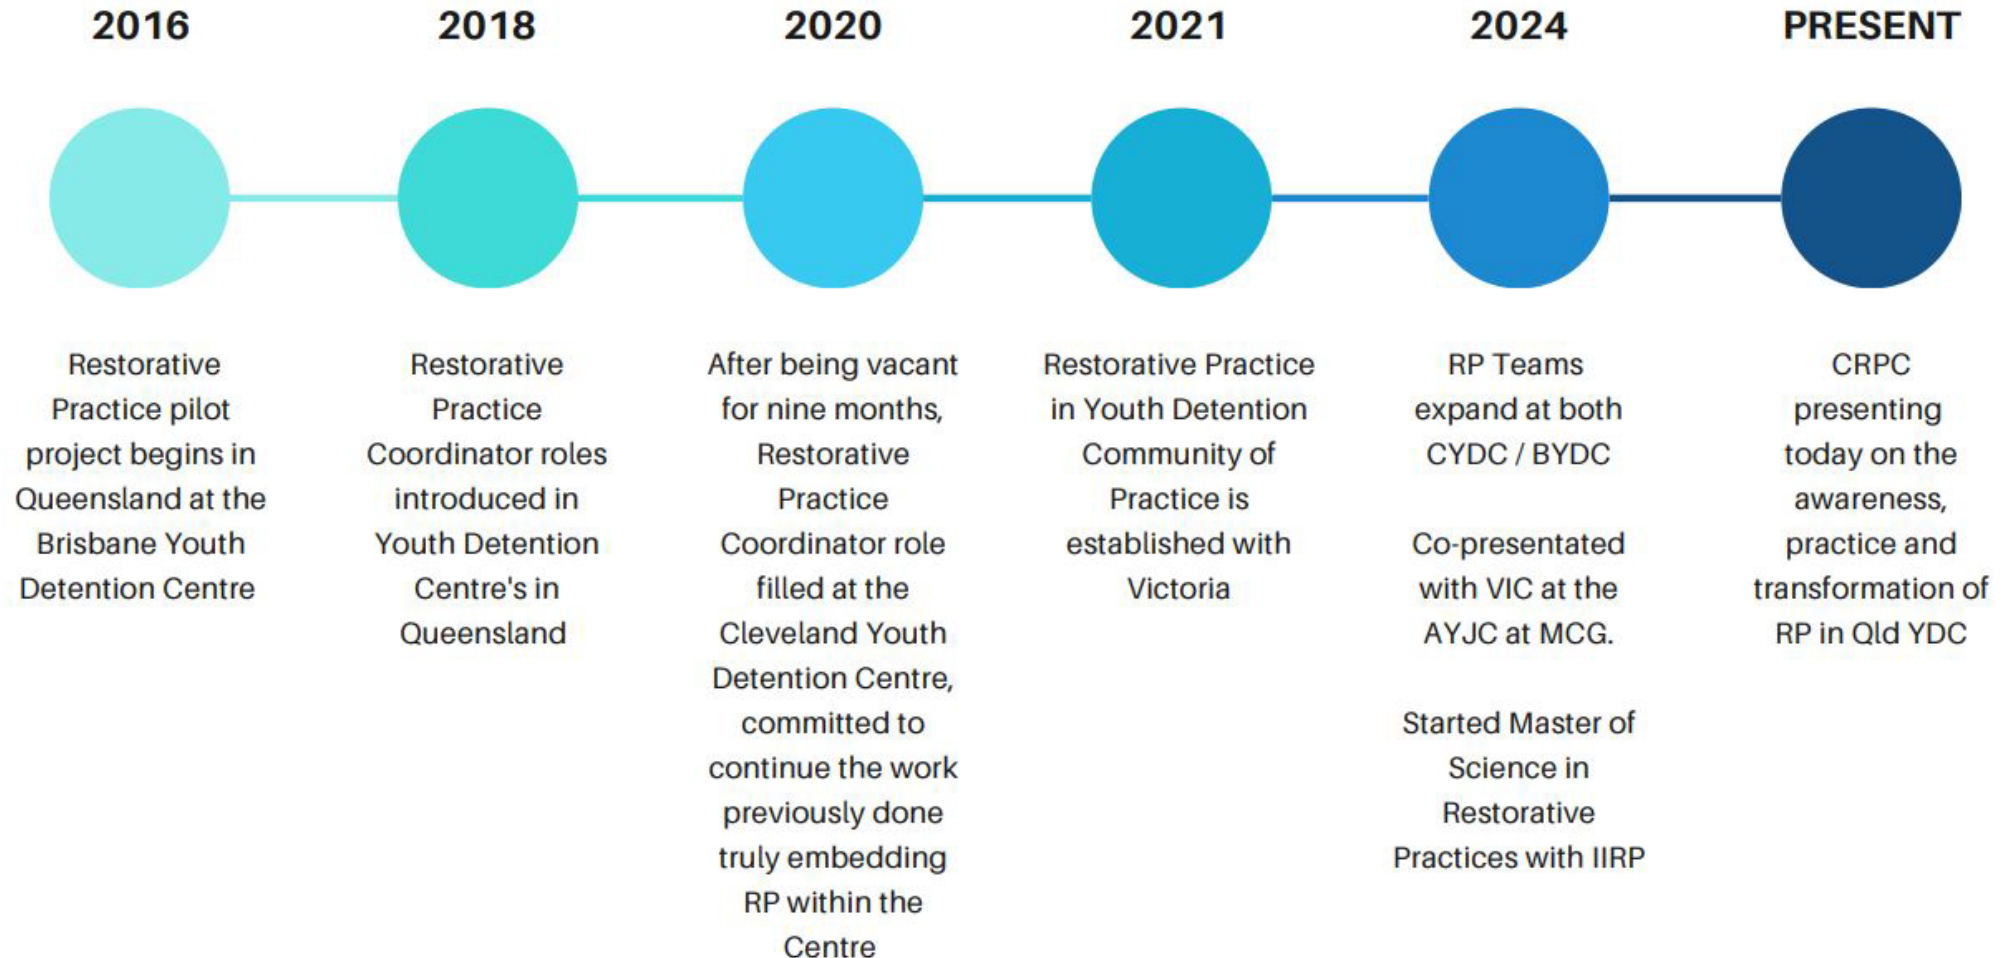 2016
Restorative
Practice pilot
project begins in
Queensland at the
Brisbane Youth
Detention Centre
2018
Restorative
Practice
Coordinator roles
introduced in
Youth Detention
Centre's in
Queensland
2020
After being vacant
for nine months,
Restorative
Practice
Coordinator role
filled at the
Cleveland Youth
Detention Centre,
committed to
continue the work
previously done
truly embedding
RP within the
Centre
2021
Restorative Practice
in Youth Detention
Community of
Practice is
established with
Victoria
2024
RP Teams
expand at both
CYDC / BYDC
Co-presentated
with VIC at the
AYJC at MCG.
Started Master of
Science in
Restorative
Practices with IIRP
PRESENT
CRPC
presenting
today on the
awareness,
practice and
transformation of
RP in Qld YDC